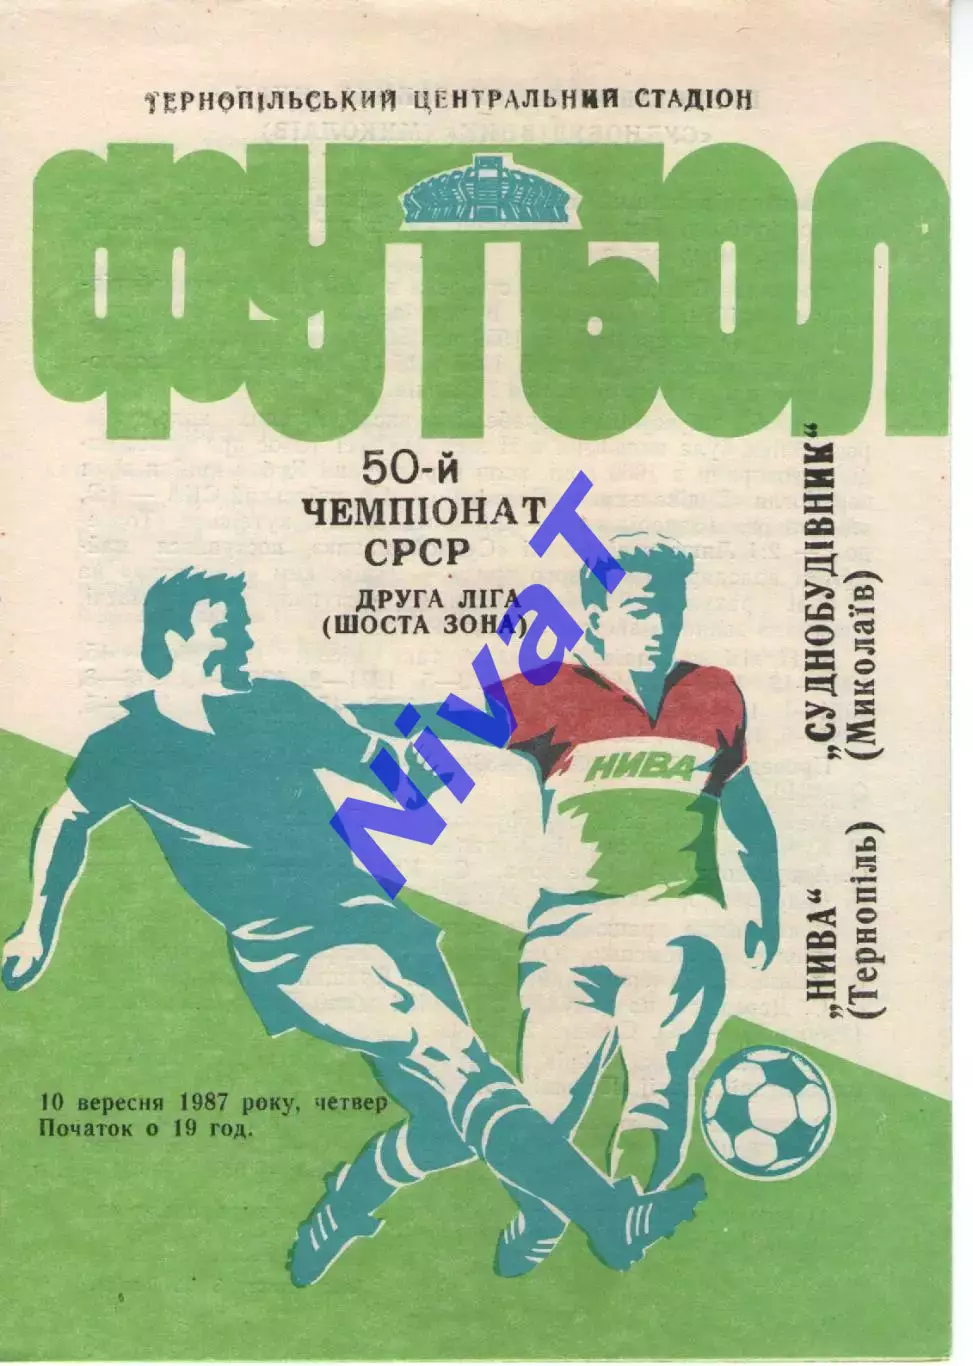 ТЕРНОПІЛЬСЬКИЙ ЦЕНТРАЛЬНИЙ СТАДІОН
ФУТБОЛ
50-й
ЧЕМПІОНАТ
СРСР
ДРУГА ЛІГА
(ШОСТА ЗОНА)
„НИВА“
(Тернопіль)
„СУДНОБУДІВНИК“
(Миколаїв)
НИВА
NivaT
10 вересня 1987 року, четвер
Початок о 19 год.